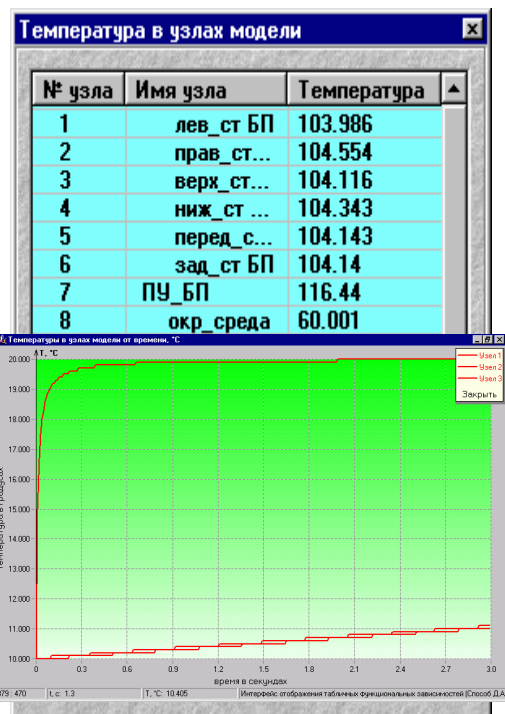 Температура в узлах модели
№ узла Имя узла Температура
1 лев_ст БП 103.986
2 прав_ст... 104.554
3 верх_ст... 104.116
4 ниж_ст ... 104.343
5 перед_с... 104.143
6 зад_ст БП 104.14
7 ПУ_БП 116.44
8 окр_среда 60.001
Температуры в узлах модели от времени, °C
T, °C
Узел 1
Узел 2
Узел 3
Закрыть
20.000
19.000
18.000
17.000
16.000
15.000
14.000
13.000
12.000
11.000
10.000
температура в градусах
0 0.3 0.6 0.9 1.2 1.5 1.8 2.1 2.4 2.7 3.0
время в секундах
379 : 470 t, c: 1.3 T, °C: 10.405 Интерфейс отображения табличных функциональных зависимостей (Способ Д.А